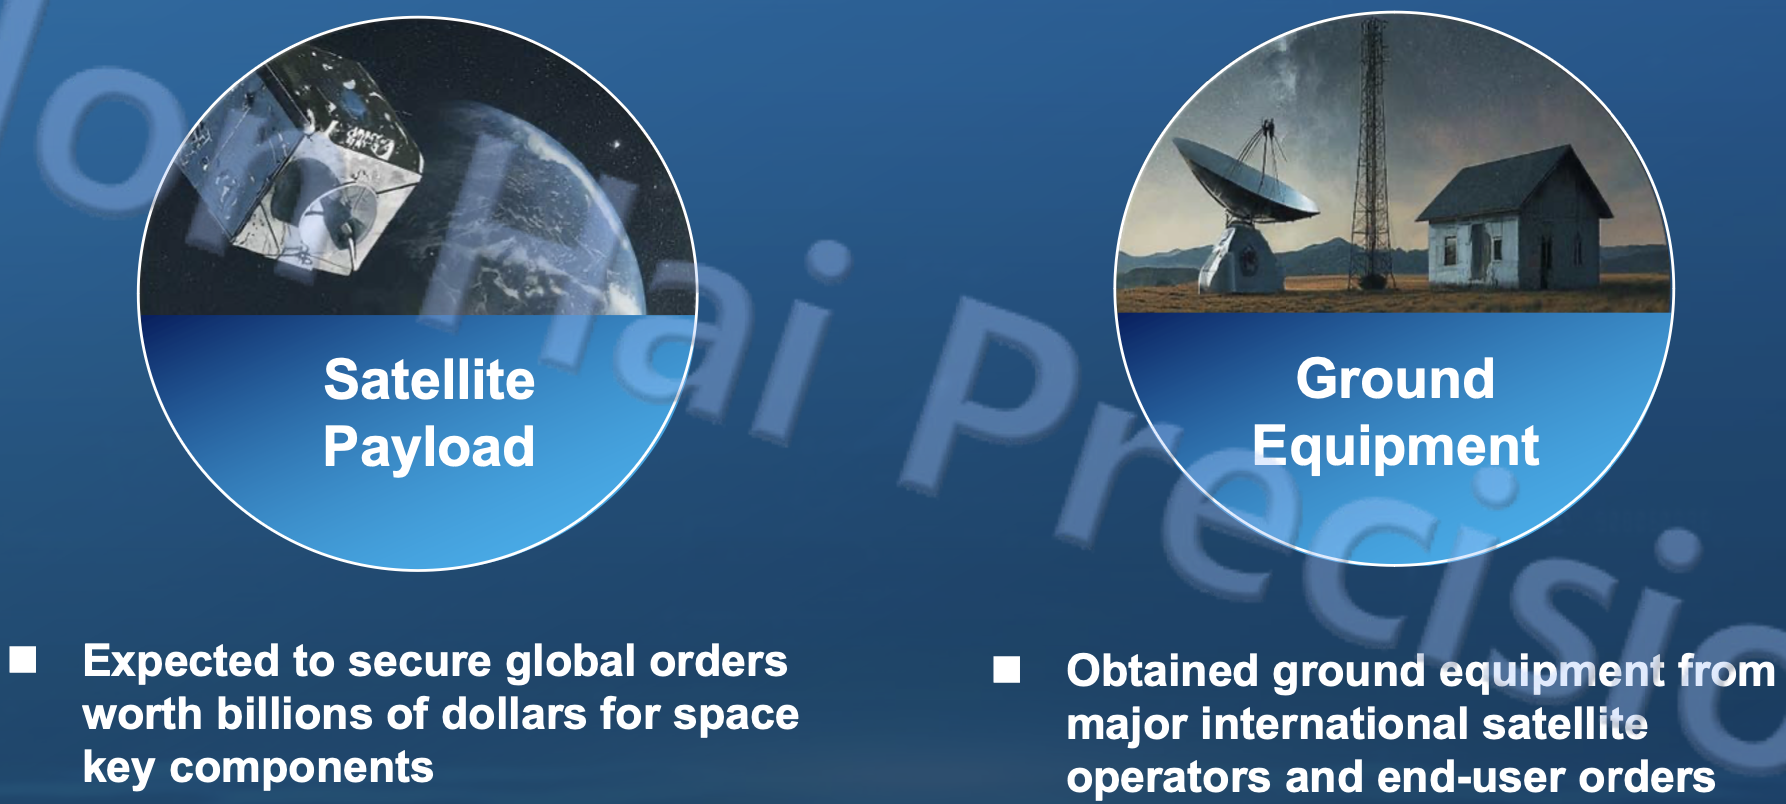 Satellite
Payload
Expected to secure global orders
worth billions of dollars for space
key components
Ground
Equipment
Obtained ground equipment from
major international satellite
operators and end-user orders
Hai Precisio